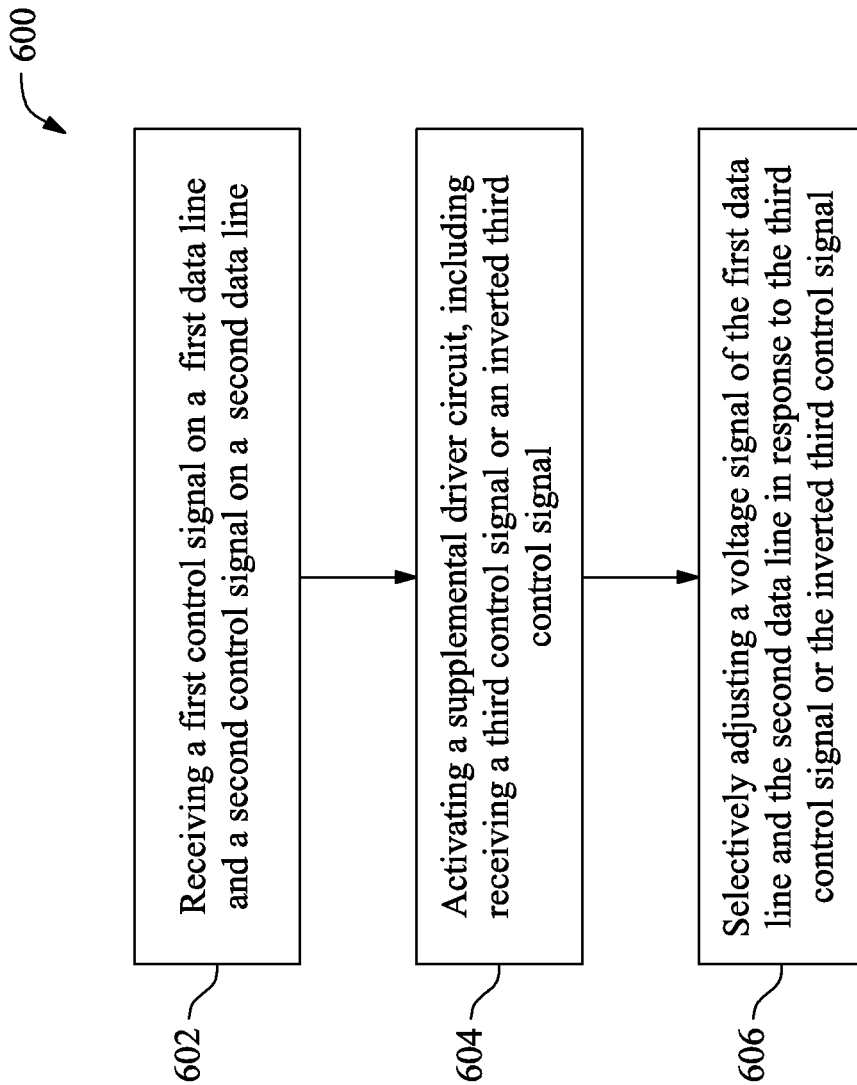 600
602
Receiving a first control signal on a first data line
and a second control signal on a second data line
604
Activating a supplemental driver circuit, including
receiving a third control signal or an inverted third
control signal
606
Selectively adjusting a voltage signal of the first data
line and the second data line in response to the third
control signal or the inverted third control signal